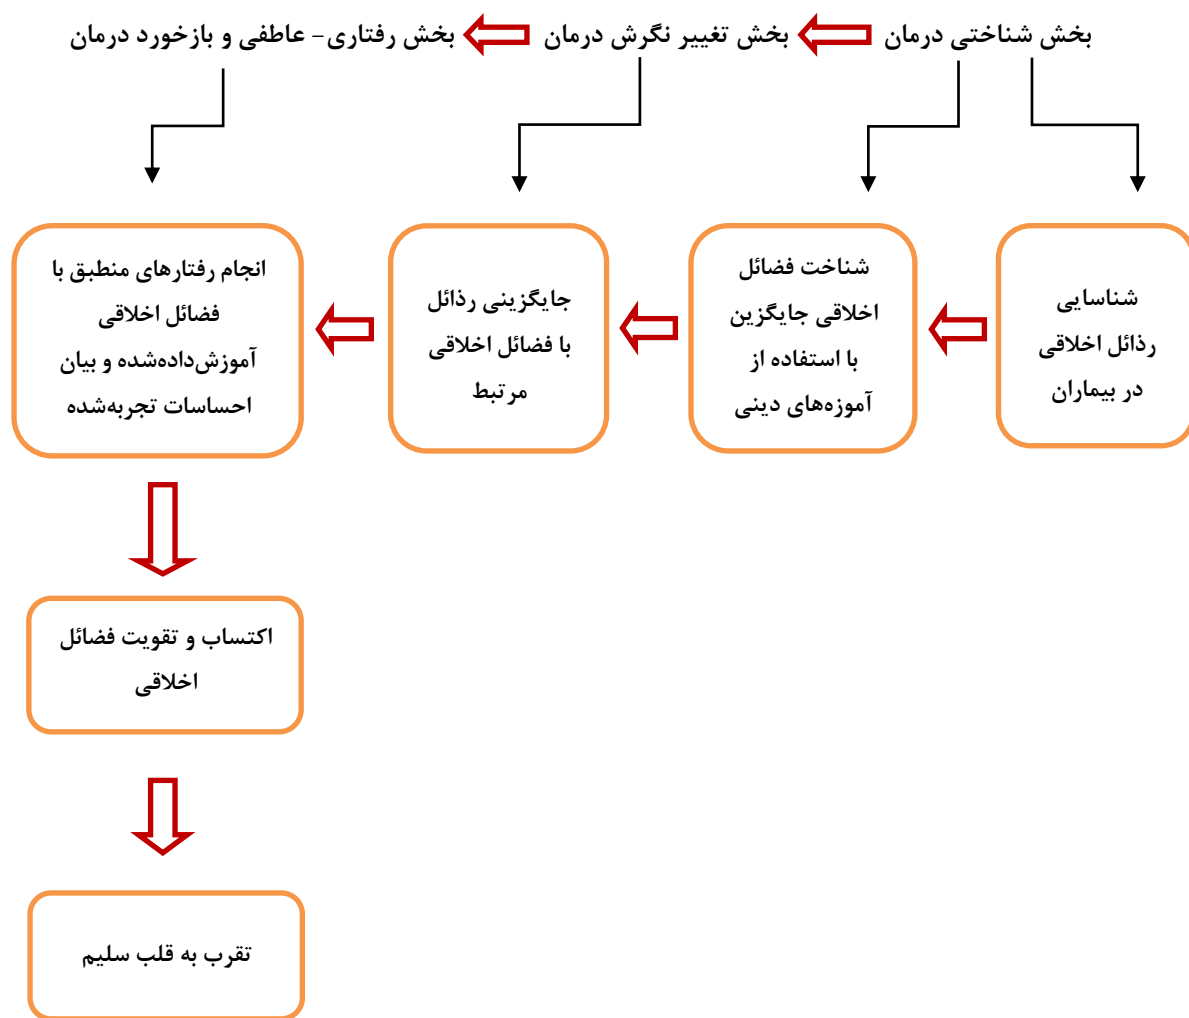 بخش شناختی درمان
بخش تغییر نگرش درمان
بخش رفتاری- عاطفی و بازخورد درمان
شناسایی
رذائل اخلاقی
در بیماران
شناخت فضائل
اخلاقی جایگزین
با استفاده از
آموزه‌های دینی
جایگزینی رذائل
با فضائل اخلاقی
مرتبط
انجام رفتارهای منطبق با
فضائل اخلاقی
آموزش‌داده‌شده و بیان
احساسات تجربه‌شده
اکتساب و تقویت فضائل
اخلاقی
تقرب به قلب سلیم